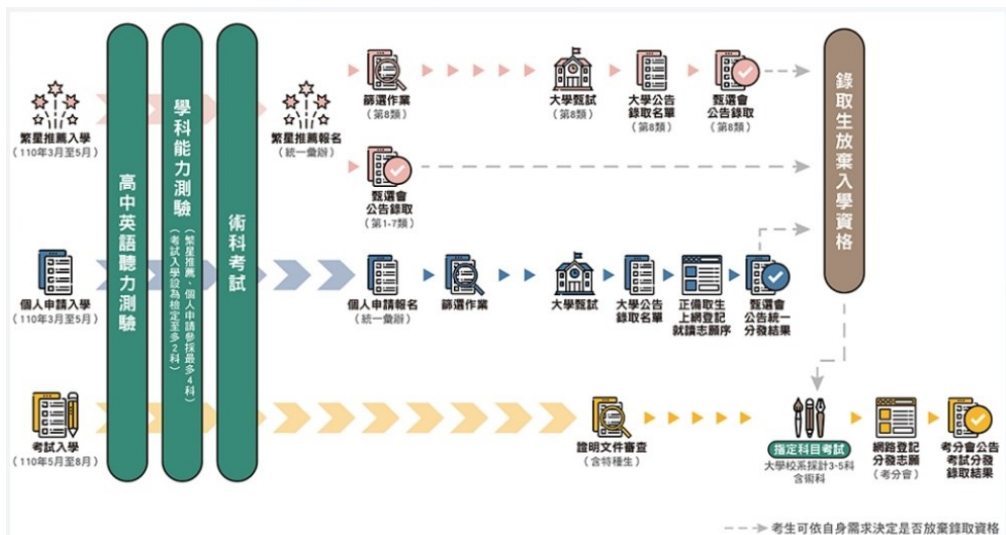 繁星推薦入學
(110年3月至5月)
個人申請入學
(110年3月至5月)
考試入學
(110年5月至8月)
高中英語聽力測驗
學科能力測驗
(繁星推薦、個人申請參採最多4科)
(考試入學設為檢定至多2科)
術科考試
繁星推薦報名
(統一彙辦)
篩選作業
(第8類)
大學甄試
(第8類)
大學公告
錄取名單
(第8類)
甄選會
公告錄取
(第8類)
甄選會
公告錄取
(第1-7類)
個人申請報名
(統一彙辦)
篩選作業
大學甄試
大學公告
錄取名單
正備取生
上網登記
就讀志願序
甄選會
公告統一
分發結果
錄取生放棄入學資格
證明文件審查
(含特種生)
指定科目考試
大學校系採計3-5科
含術科
網路登記
分發志願
(考分會)
考分會公告
考試分發
錄取結果
考生可依自身需求決定是否放棄錄取資格